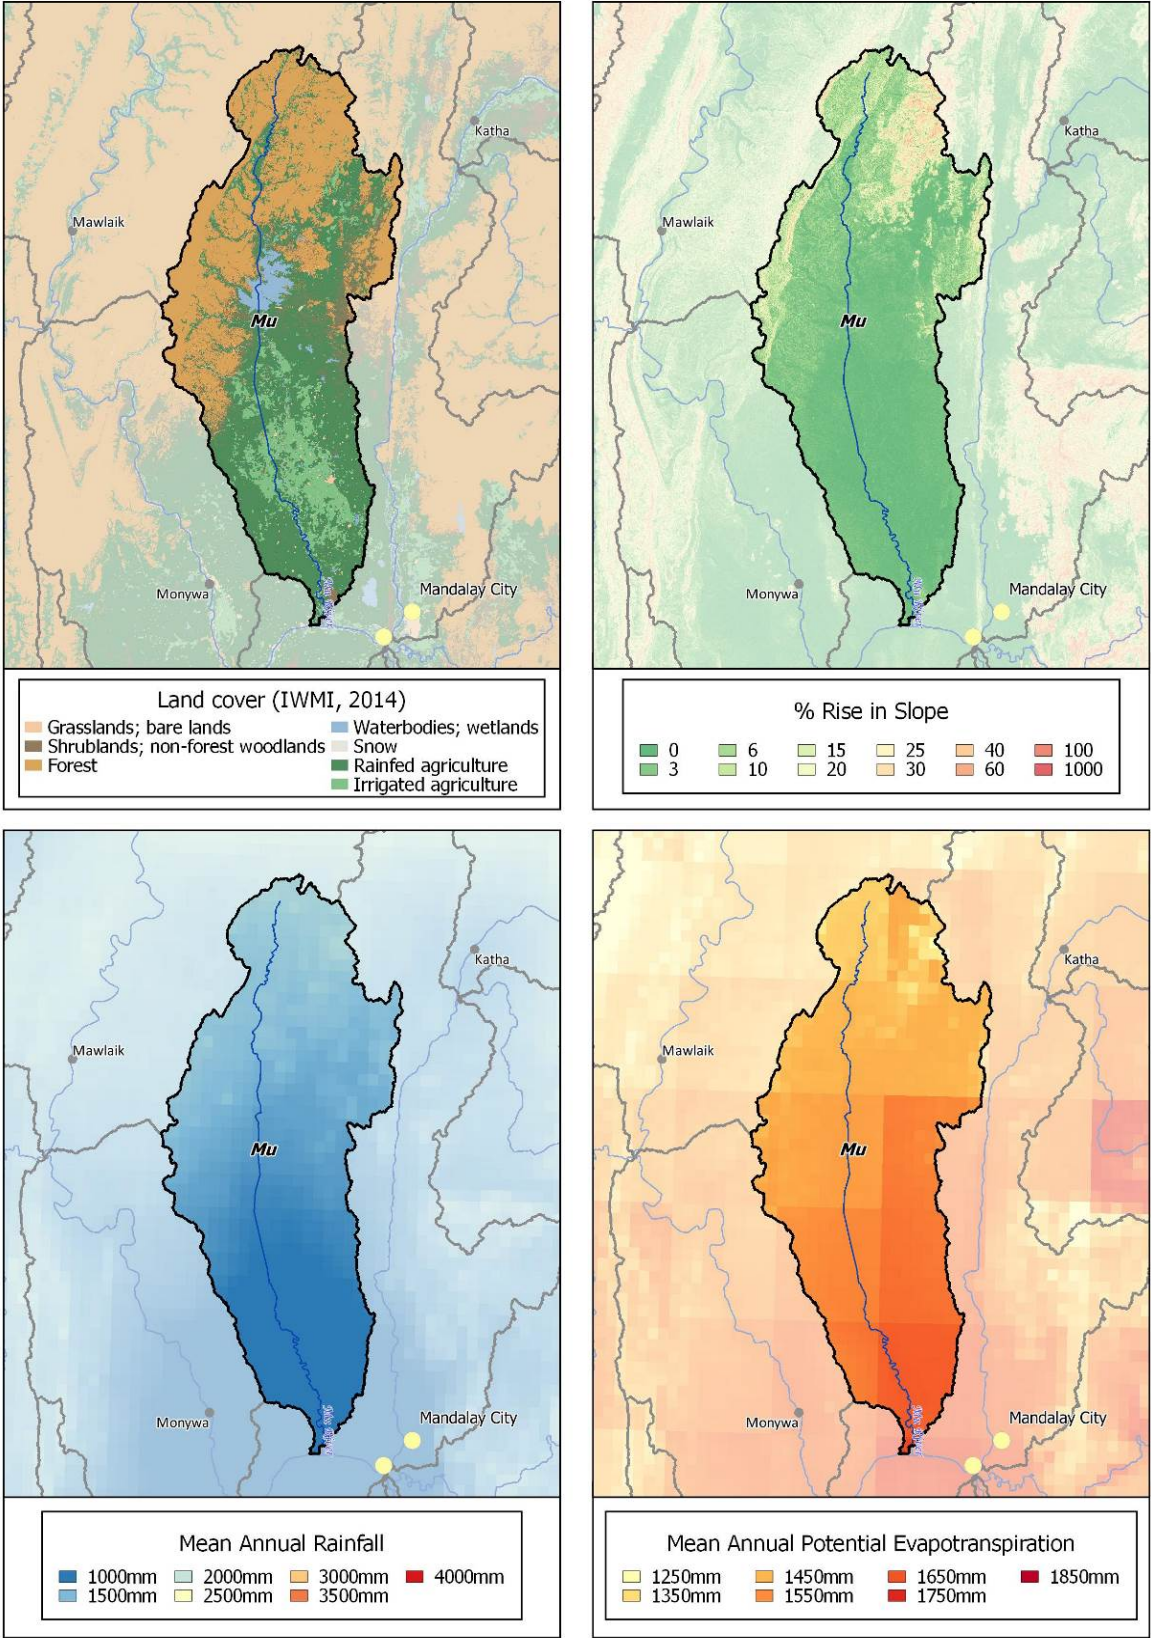 Katha
Mawlaik
Mu
Monywa
Mandalay City
Land cover (IWMI, 2014)
Grasslands; bare lands
Shrublands; non-forest woodlands
Forest
Waterbodies; wetlands
Snow
Rainfed agriculture
Irrigated agriculture
Katha
Mawlaik
Mu
Monywa
Mandalay City
% Rise in Slope
0 6 15 25 40 100
3 10 20 30 60 1000
Katha
Mawlaik
Mu
Monywa
Mandalay City
Mean Annual Rainfall
1000mm 2000mm 3000mm 4000mm
1500mm 2500mm 3500mm
Katha
Mawlaik
Mu
Monywa
Mandalay City
Mean Annual Potential Evapotranspiration
1250mm 1450mm 1650mm 1850mm
1350mm 1550mm 1750mm